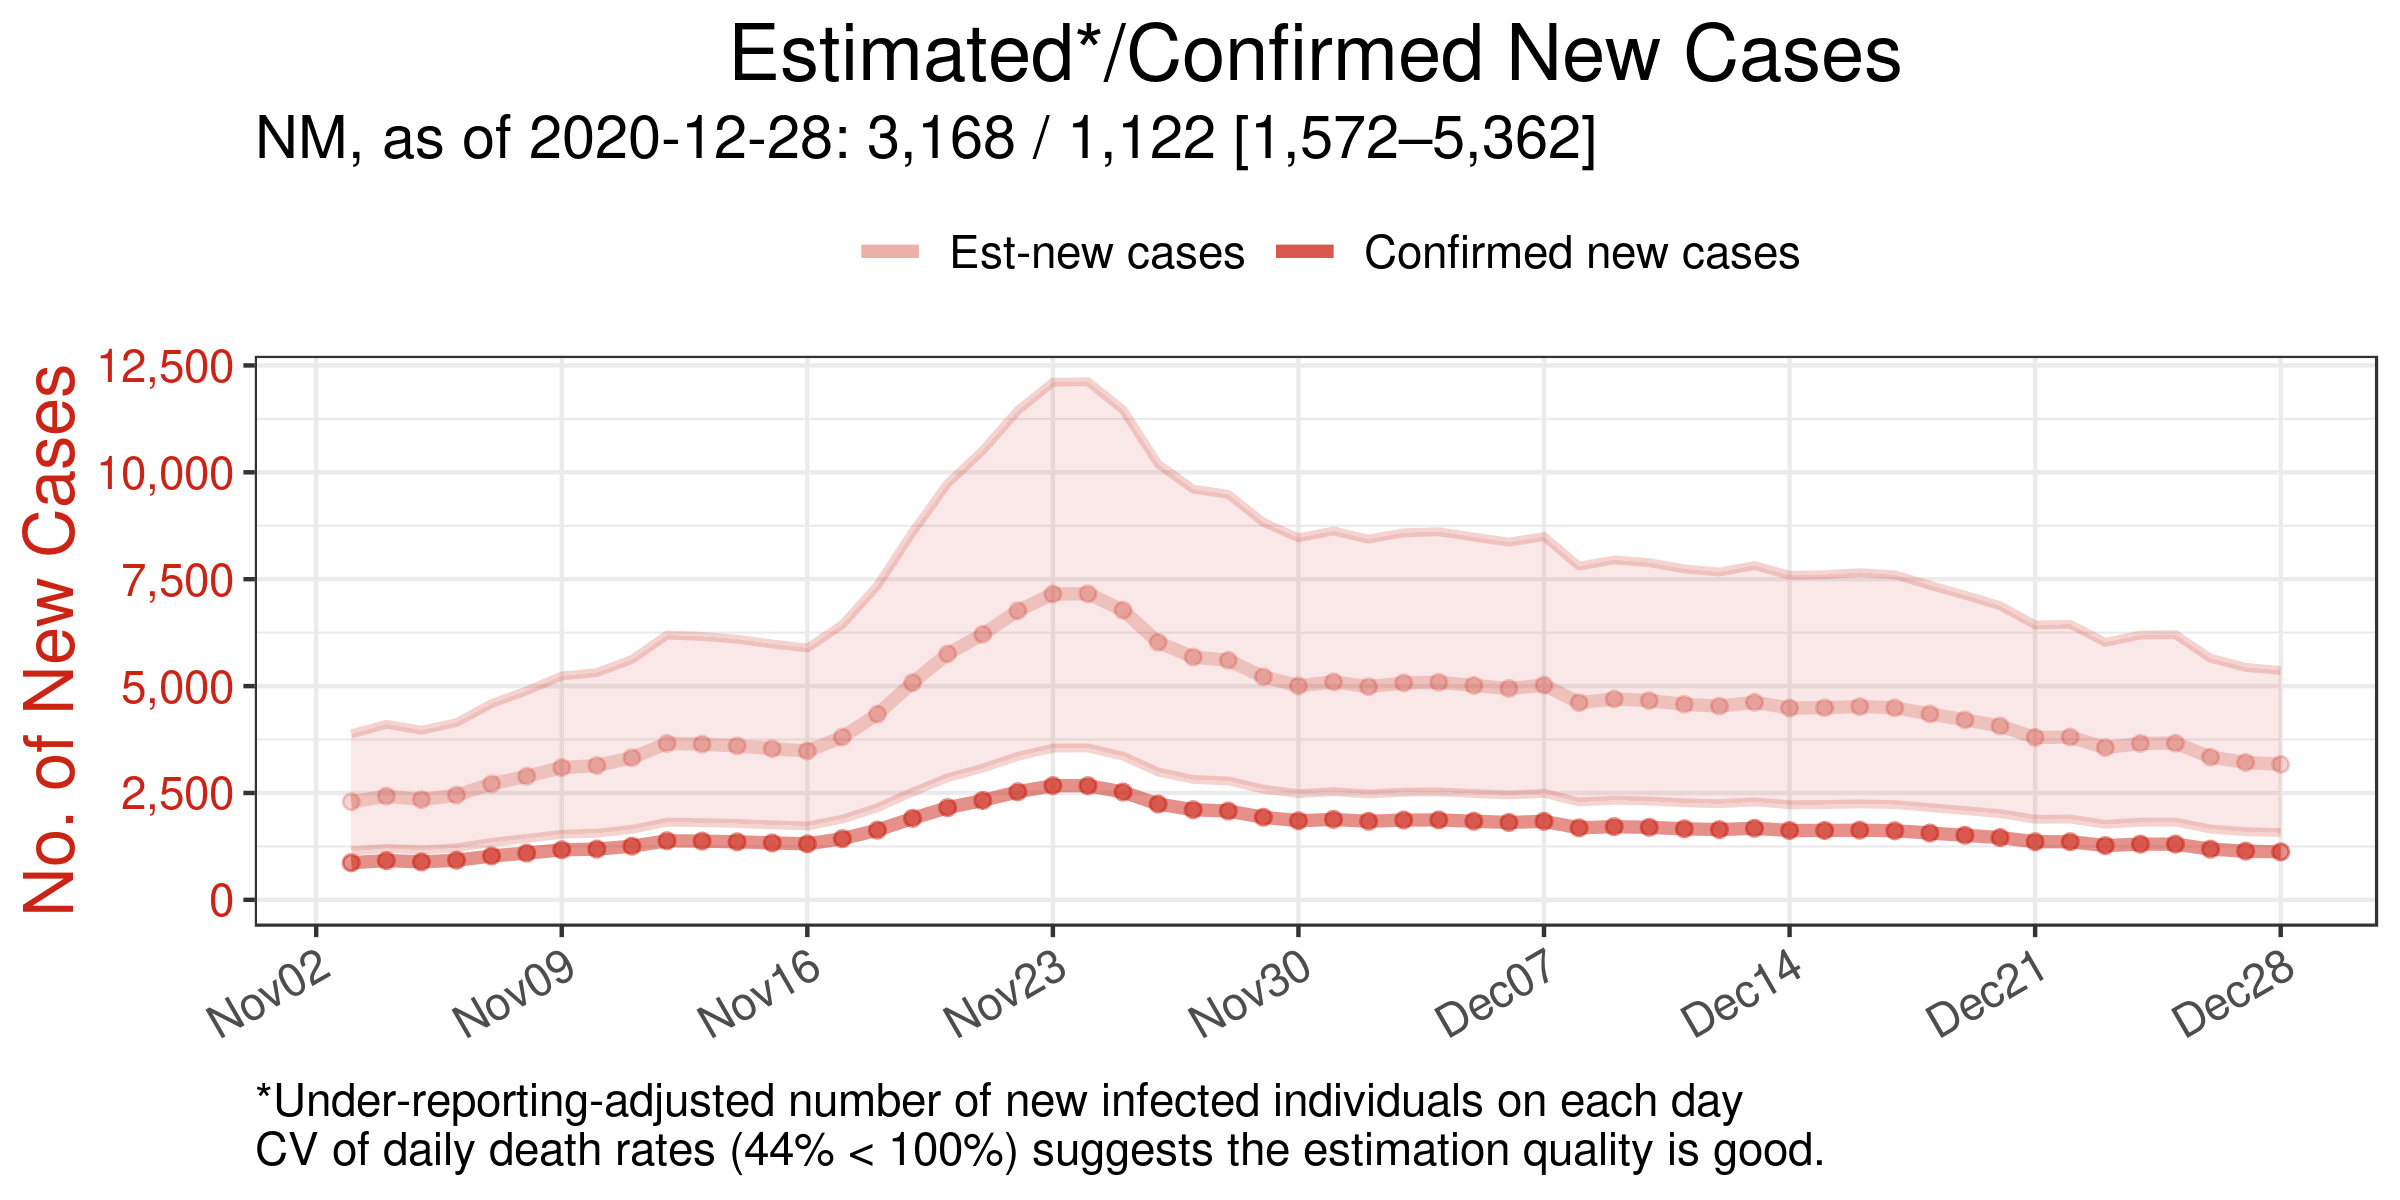 Estimated*/Confirmed New Cases
NM, as of 2020-12-28: 3,168 / 1,122 [1,572–5,362]
Est-new cases
Confirmed new cases
No. of New Cases
12,500
10,000
7,500
5,000
2,500
0
Nov02
Nov09
Nov16
Nov23
Nov30
Dec07
Dec14
Dec21
Dec28
*Under-reporting-adjusted number of new infected individuals on each day
CV of daily death rates (44% < 100%) suggests the estimation quality is good.